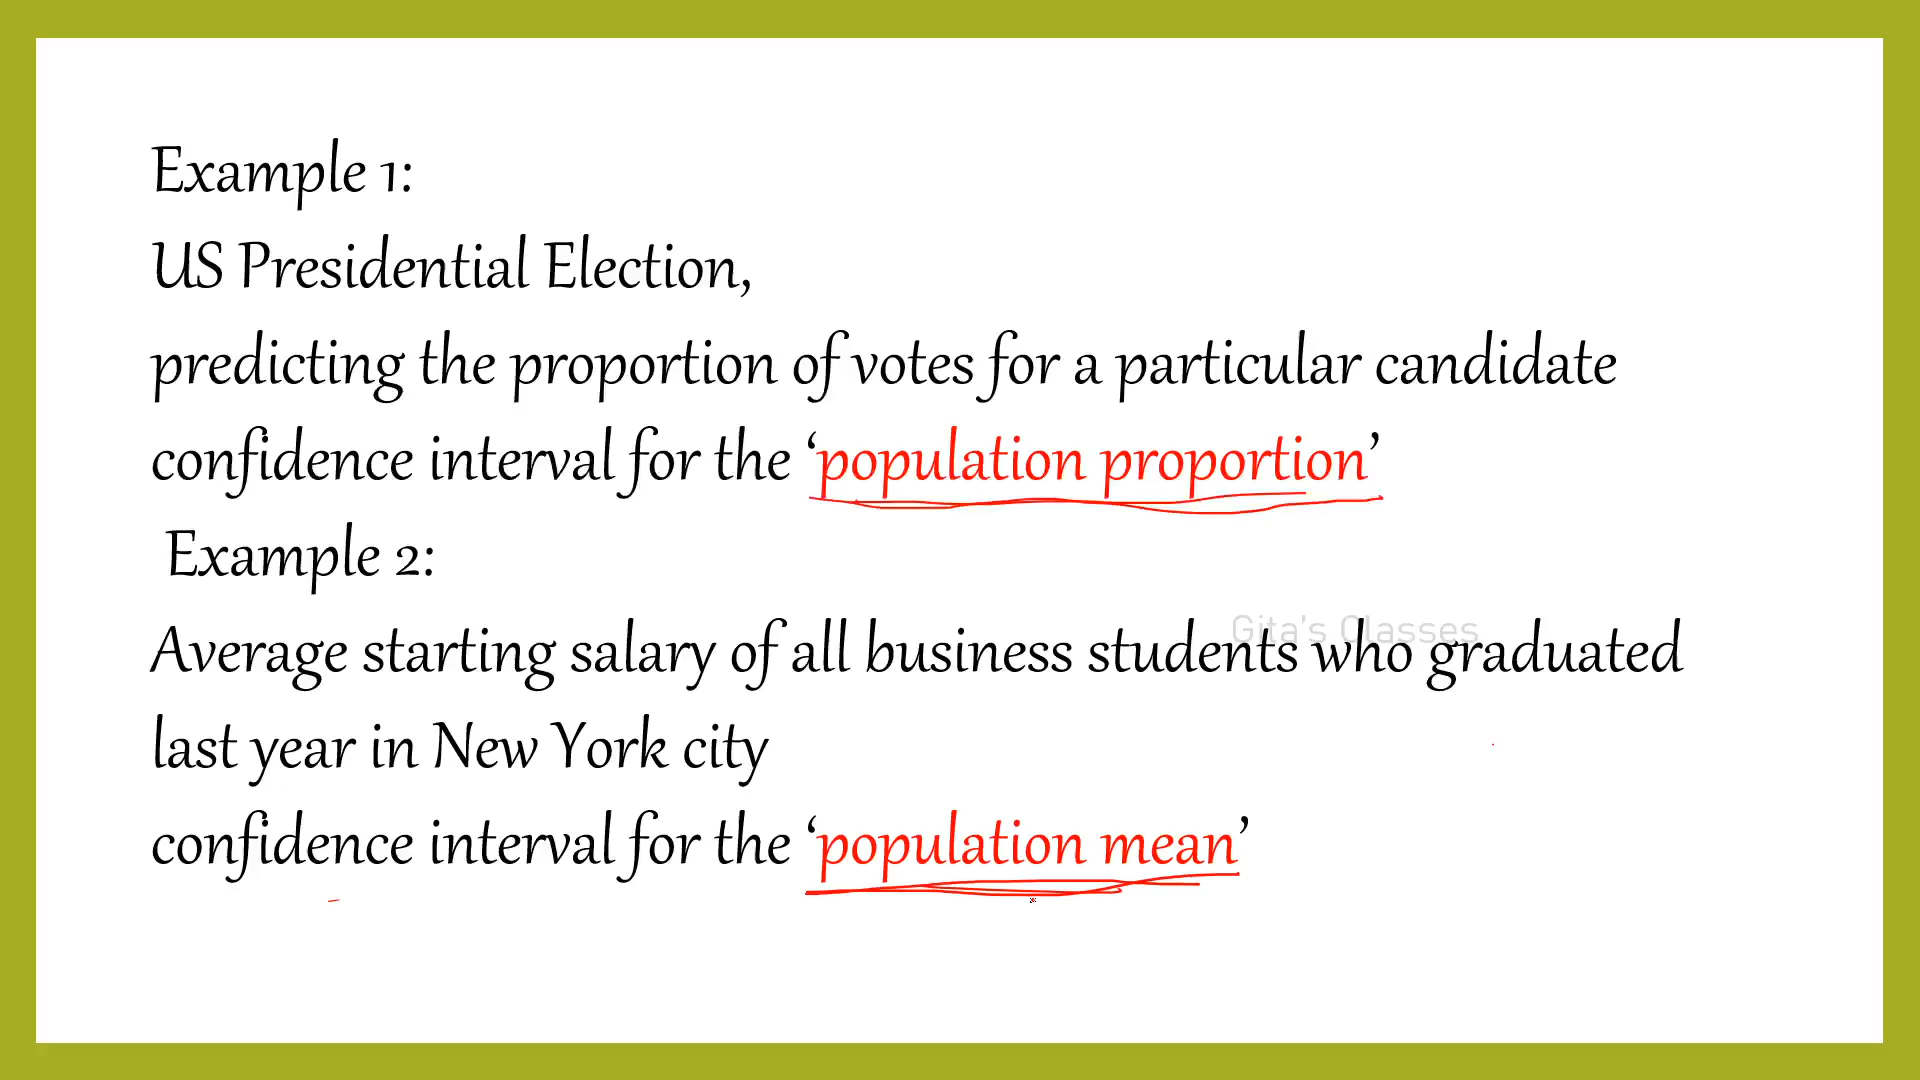 Example 1:
US Presidential Election,
predicting the proportion of votes for a particular candidate
confidence interval for the ‘population proportion’
Example 2:
Gita's Classes
Average starting salary of all business students who graduated
last year in New York city
confidence interval for the ‘population mean’